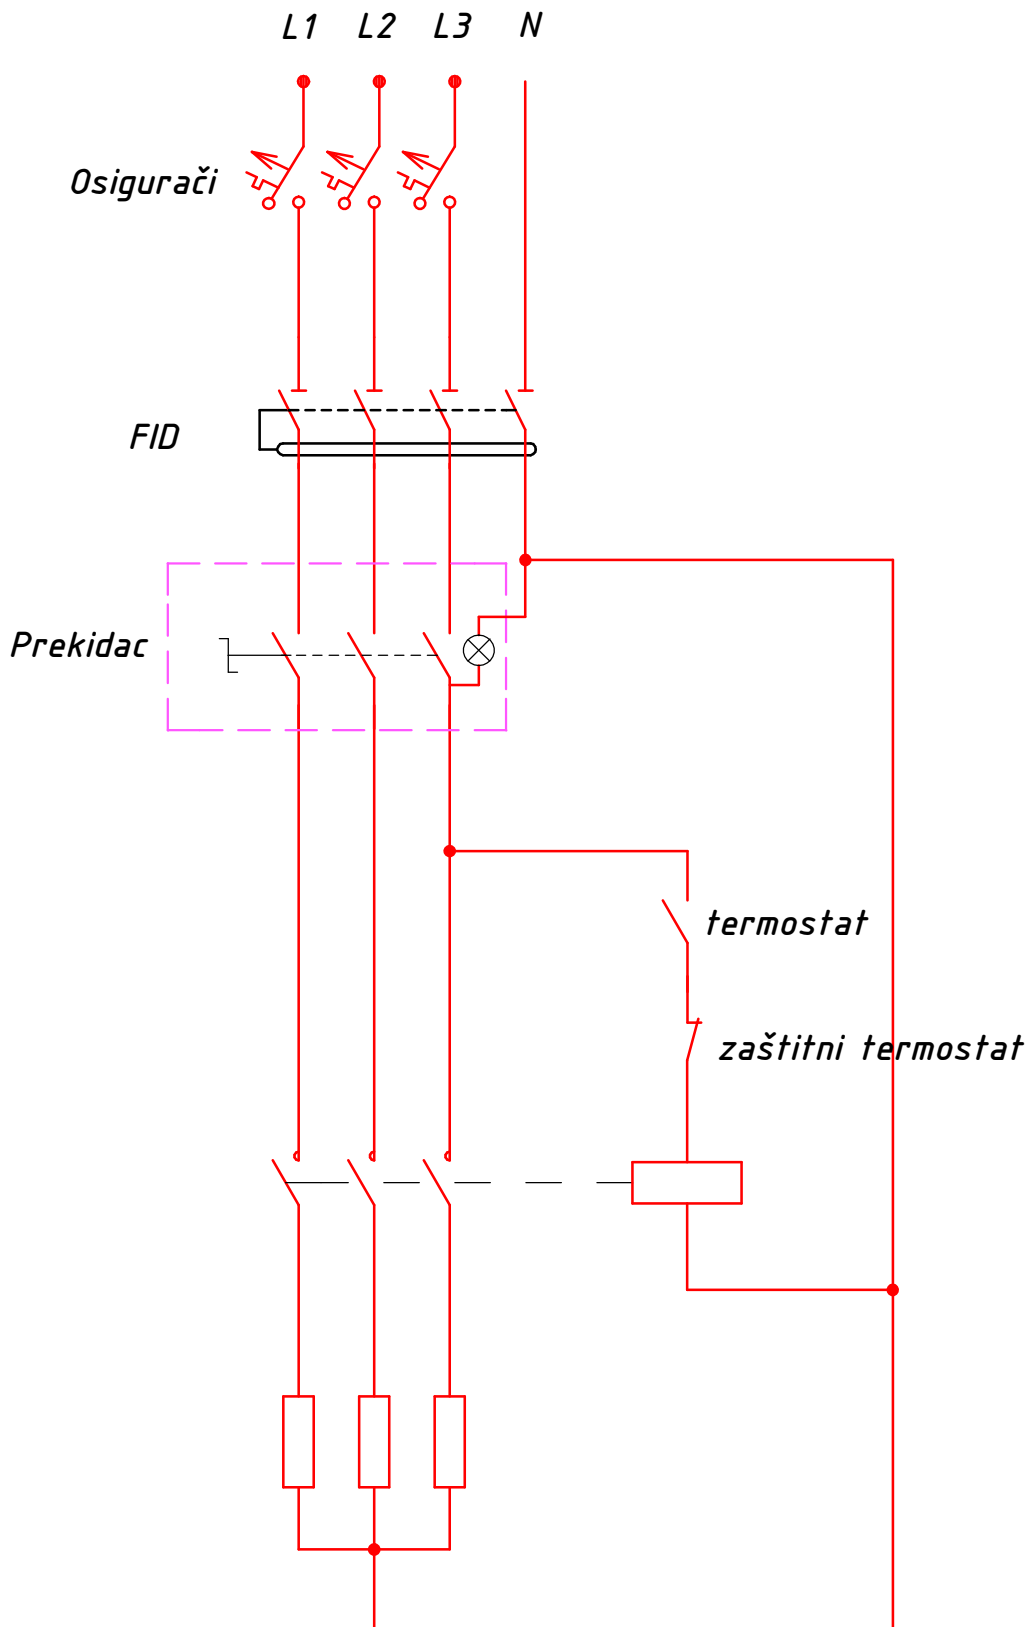 L1 L2 L3 N
Osigurači
FID
Prekidac
termostat
zaštitni termostat